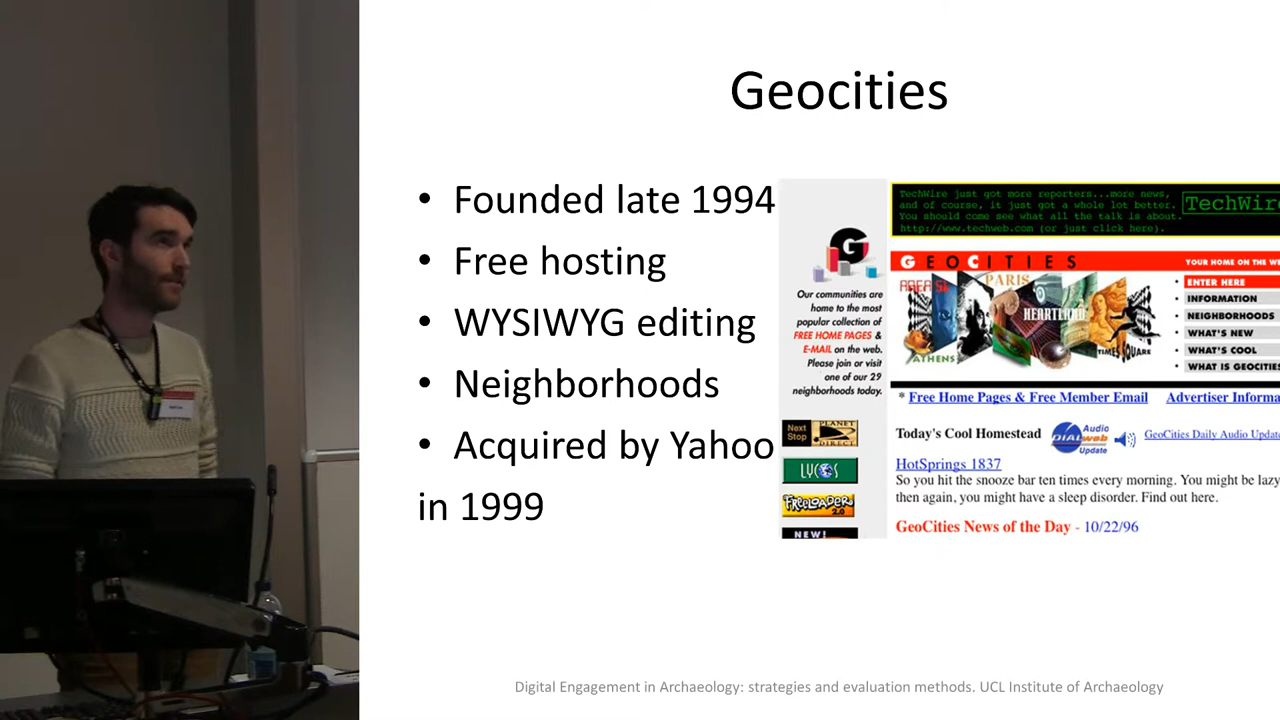 Geocities
• Founded late 1994
• Free hosting
• WYSIWYG editing
• Neighborhoods
• Acquired by Yahoo
in 1999
TechWire just got more reporters...more news,
and of course, it just got a whole lot better.
You should come see what all the talk is about.
http://www.techweb.com (or just click here).
TechWire
G
Our communities are
home to the most
popular collection of
FREE HOME PAGES &
E-MAIL on the web.
Please join or visit
one of our 29
neighborhoods today.
GEOCITIES
YOUR HOME ON THE WE
AREA 51
PARIS
HEARTLAND
ATHENS
TIMES SQUARE
• ENTER HERE
• INFORMATION
• NEIGHBORHOODS
• WHAT'S NEW
• WHAT'S COOL
• WHAT IS GEOCITIES
* Free Home Pages & Free Member Email
Advertiser Informa
Next Stop
PLANET DIRECT
LYCOS
FREELOADER 2.0
NEW!
Today's Cool Homestead
Audio
DIALweb
Update
GeoCities Daily Audio Update
HotSprings 1837
So you hit the snooze bar ten times every morning. You might be lazy
then again, you might have a sleep disorder. Find out here.
GeoCities News of the Day - 10/22/96
Digital Engagement in Archaeology: strategies and evaluation methods. UCL Institute of Archaeology